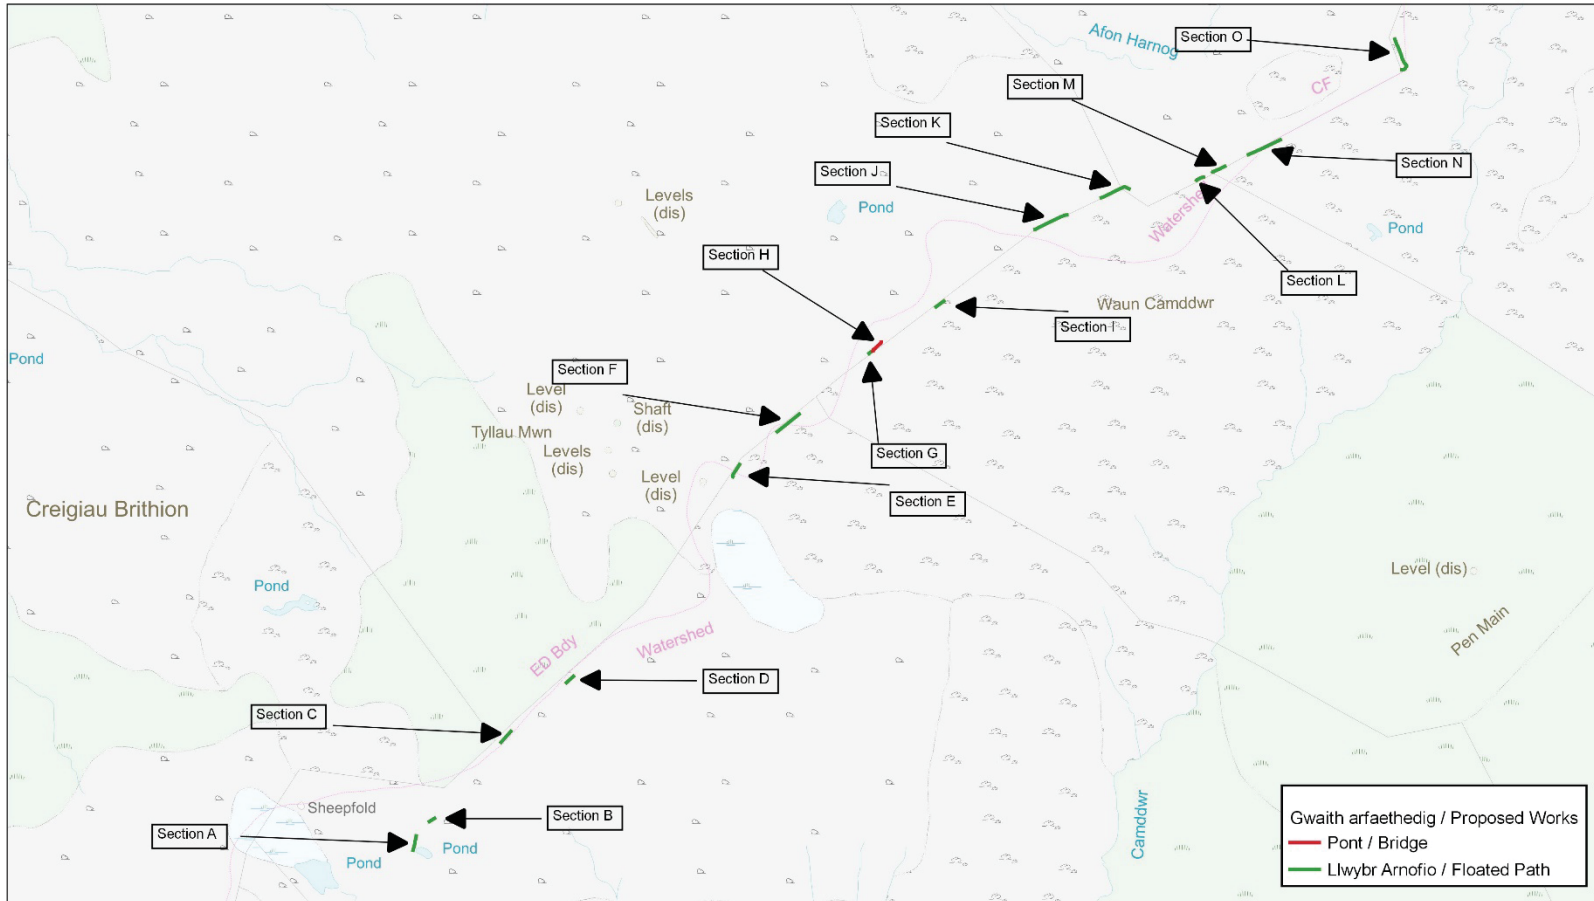 Section O
Afon Harnog
Section M
CF
Section K
Section N
Section J
Levels
(dis)
Pond
Watershed
Pond
Section H
Section L
Waun Camddwr
Section I
Pond
Section F
Level
(dis)
Shaft
(dis)
Tyllau Mwn
Levels
(dis)
Section G
Level
(dis)
Section E
Creigiau Brithion
Level (dis)
Pond
Pen Main
ED Bdy
Watershed
Section D
Section C
Sheepfold
Section B
Section A
Pond
Pond
Camddwr
Gwaith arfaethedig / Proposed Works
Pont / Bridge
Llwybr Arnofio / Floated Path